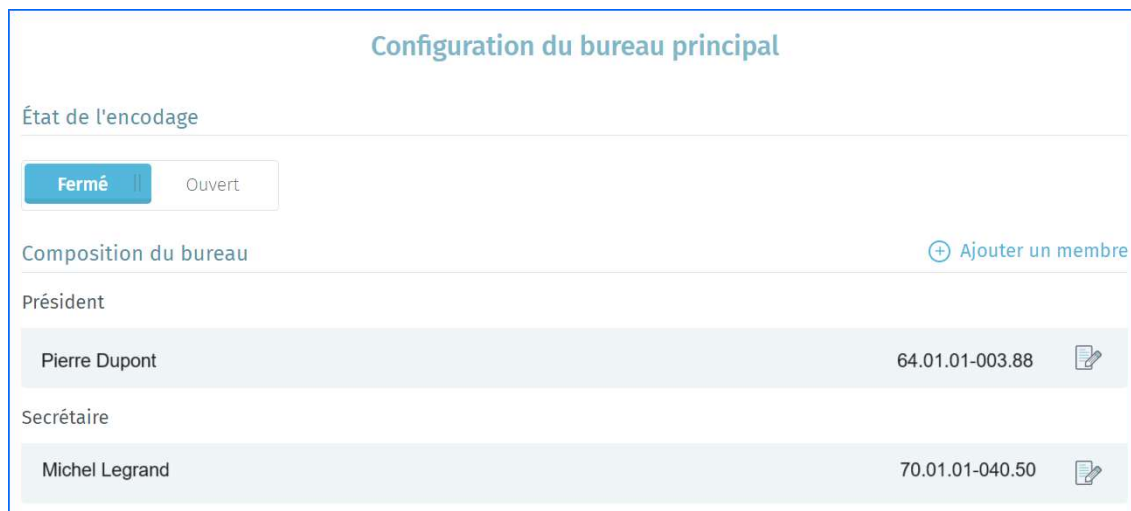 Configuration du bureau principal
État de l'encodage
Fermé Ouvert
Composition du bureau Ajouter un membre
Président
Pierre Dupont 64.01.01-003.88
Secrétaire
Michel Legrand 70.01.01-040.50